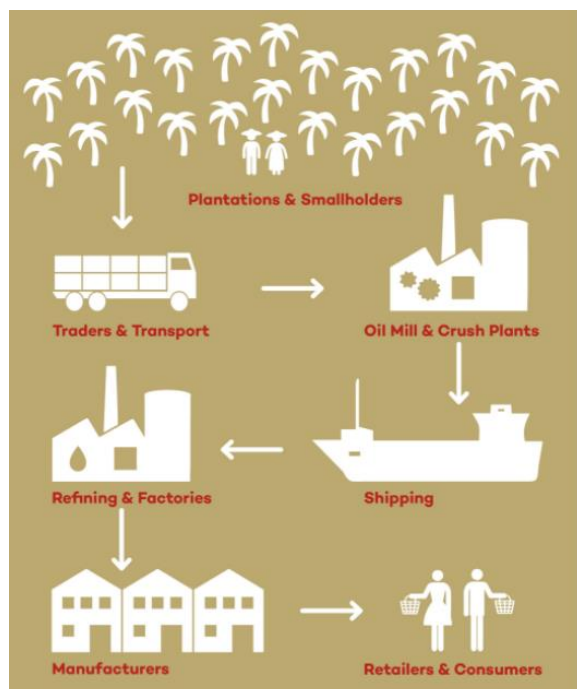 Plantations & Smallholders
Traders & Transport
Oil Mill & Crush Plants
Refining & Factories
Shipping
Manufacturers
Retailers & Consumers